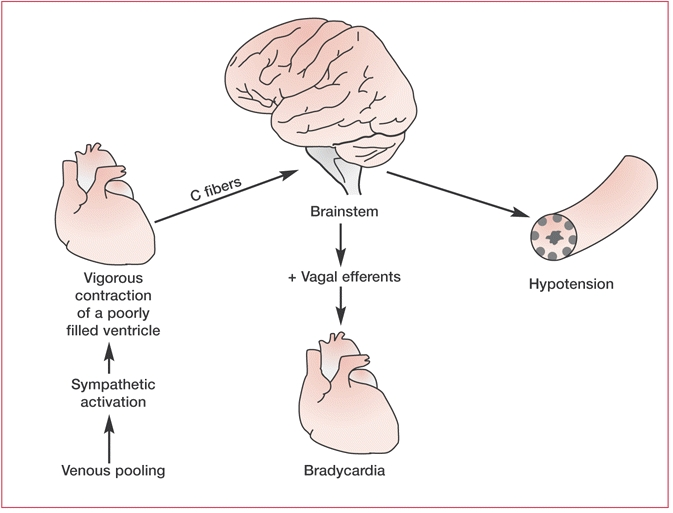 C fibers
Brainstem
Vigorous
contraction
of a poorly
filled ventricle
+ Vagal efferents
Hypotension
Sympathetic
activation
Venous pooling
Bradycardia